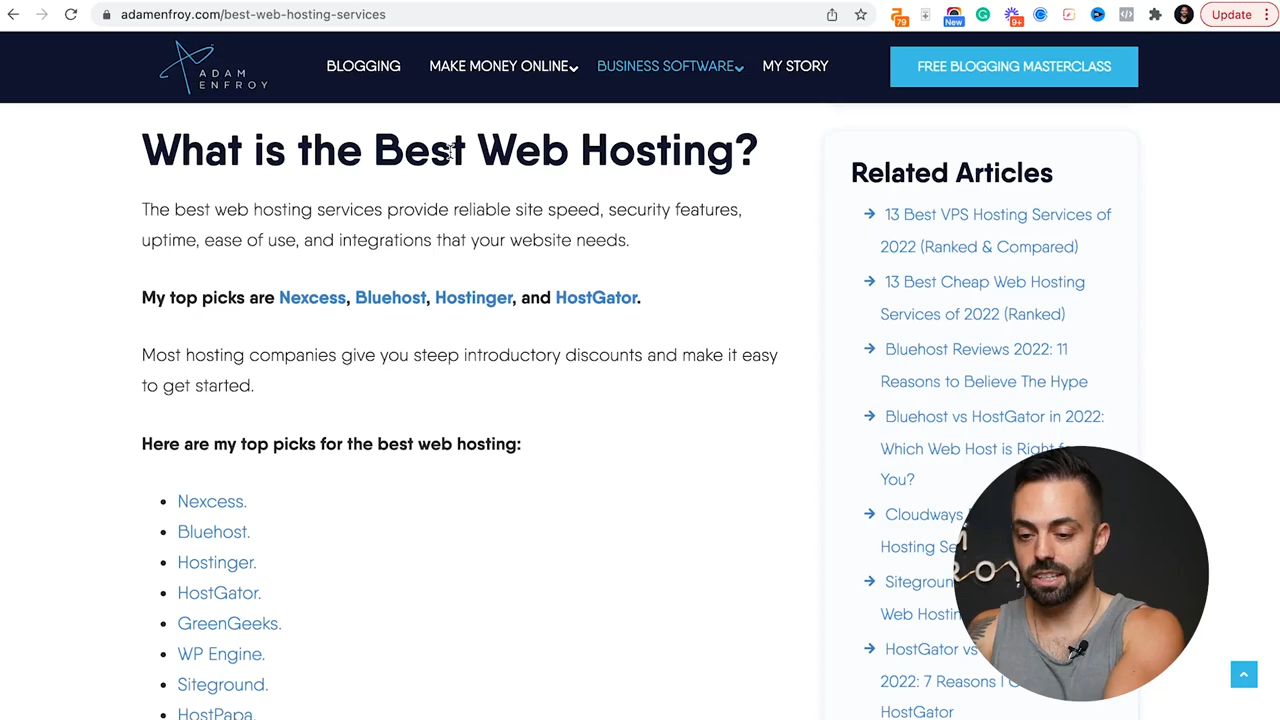 adamenfroy.com/best-web-hosting-services
79
New
9+
Update
ADAM
ENFROY
BLOGGING
MAKE MONEY ONLINE
BUSINESS SOFTWARE
MY STORY
FREE BLOGGING MASTERCLASS
What is the Best Web Hosting?
The best web hosting services provide reliable site speed, security features,
uptime, ease of use, and integrations that your website needs.
My top picks are Nexcess, Bluehost, Hostinger, and HostGator.
Most hosting companies give you steep introductory discounts and make it easy
to get started.
Here are my top picks for the best web hosting:
Nexcess.
Bluehost.
Hostinger.
HostGator.
GreenGeeks.
WP Engine.
Siteground.
HostPapa.
Related Articles
13 Best VPS Hosting Services of
2022 (Ranked & Compared)
13 Best Cheap Web Hosting
Services of 2022 (Ranked)
Bluehost Reviews 2022: 11
Reasons to Believe The Hype
Bluehost vs HostGator in 2022:
Which Web Host is Right
You?
Cloudways
Hosting
Web
HostGator vs
2022: 7 Reasons I
HostGator